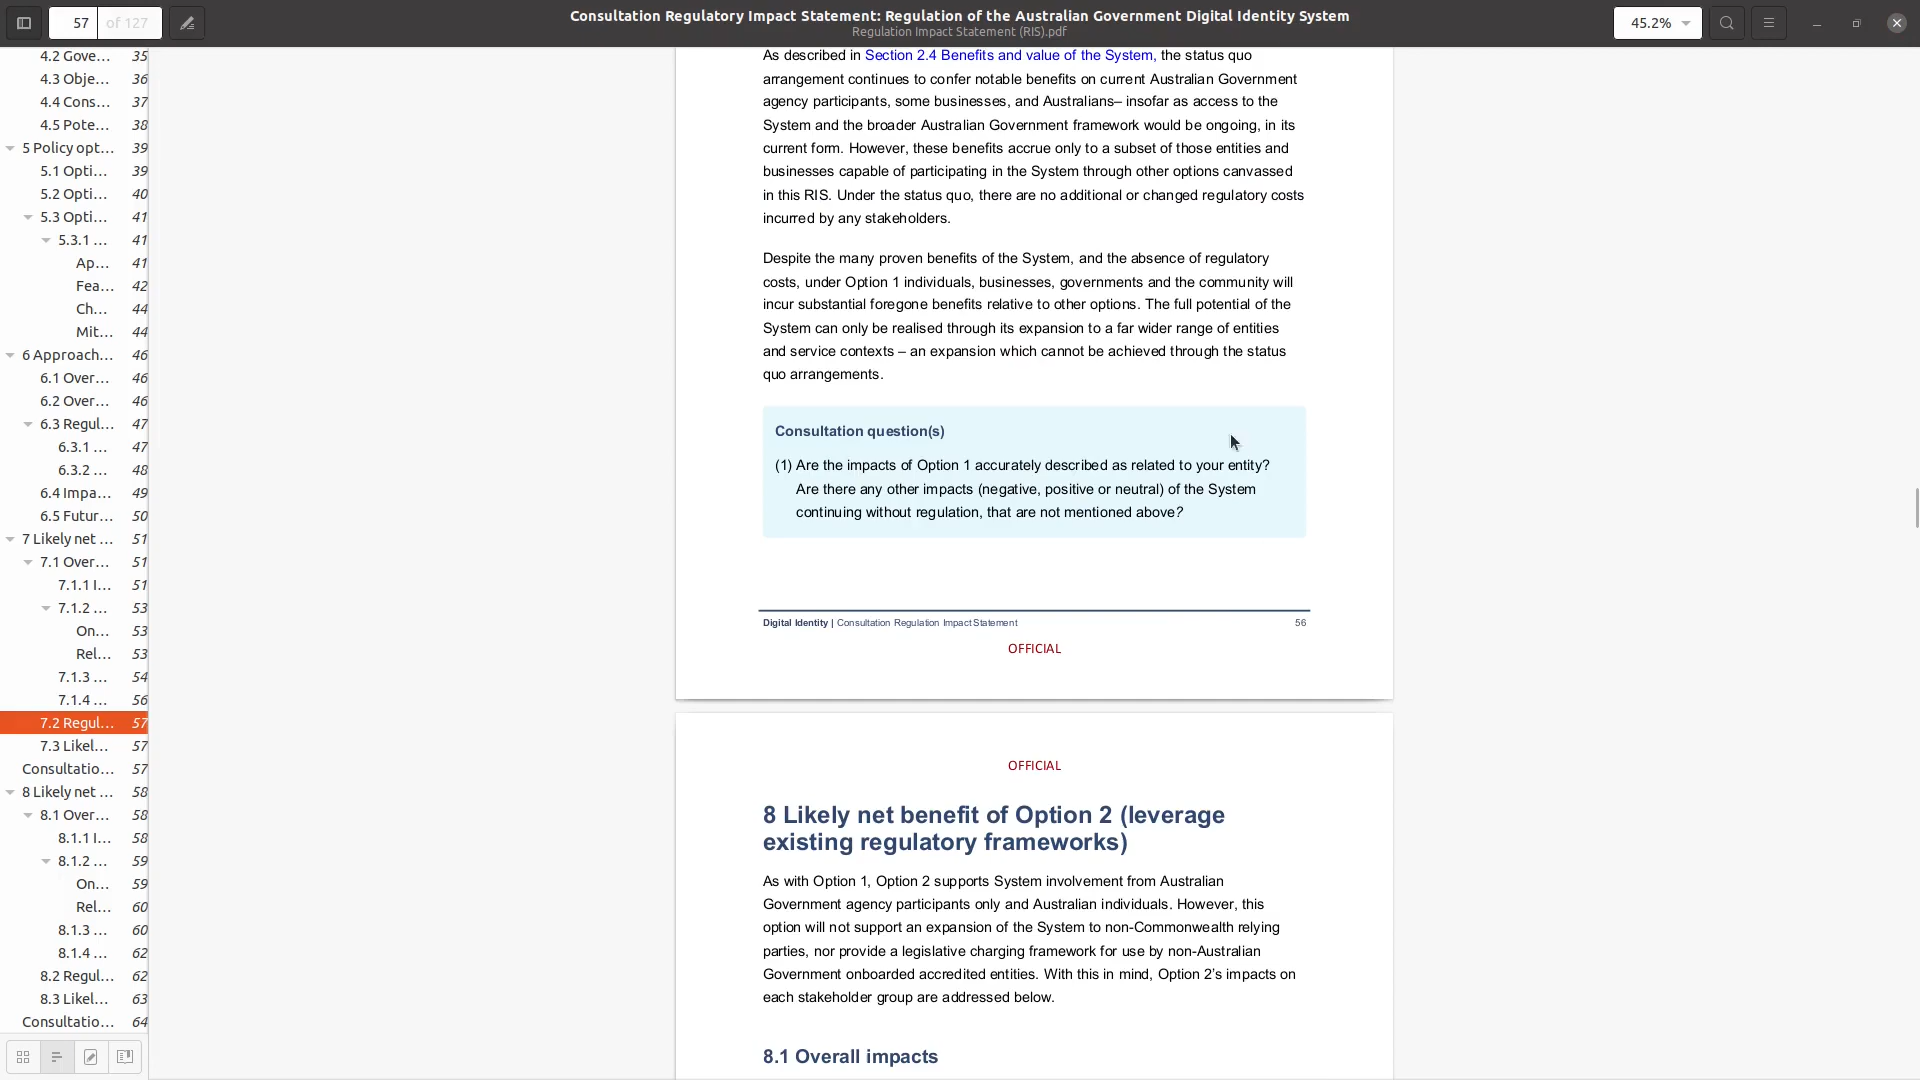 Consultation Regulatory Impact Statement: Regulation of the Australian Government Digital Identity System
Regulation Impact Statement (RIS).pdf
57 of 127
45.2%
4.2 Gove... 35
4.3 Obje... 36
4.4 Cons... 37
4.5 Pote... 38
5 Policy opt... 39
5.1 Opti... 39
5.2 Opti... 40
5.3 Opti... 41
5.3.1 ... 41
Ap... 41
Fea... 42
Ch... 44
Mit... 44
6 Approach... 46
6.1 Over... 46
6.2 Over... 46
6.3 Regul... 47
6.3.1 ... 47
6.3.2 ... 48
6.4 Impa... 49
6.5 Futur... 50
7 Likely net ... 51
7.1 Over... 51
7.1.1 I... 51
7.1.2 ... 53
On... 53
Rel... 53
7.1.3 ... 54
7.1.4 ... 56
7.2 Regul... 57
7.3 Likel... 57
Consultatio... 57
8 Likely net ... 58
8.1 Over... 58
8.1.1 I... 58
8.1.2 ... 59
On... 59
Rel... 60
8.1.3 ... 60
8.1.4 ... 62
8.2 Regul... 62
8.3 Likel... 63
Consultatio... 64
As described in Section 2.4 Benefits and value of the System, the status quo
arrangement continues to confer notable benefits on current Australian Government
agency participants, some businesses, and Australians– insofar as access to the
System and the broader Australian Government framework would be ongoing, in its
current form. However, these benefits accrue only to a subset of those entities and
businesses capable of participating in the System through other options canvassed
in this RIS. Under the status quo, there are no additional or changed regulatory costs
incurred by any stakeholders.
Despite the many proven benefits of the System, and the absence of regulatory
costs, under Option 1 individuals, businesses, governments and the community will
incur substantial foregone benefits relative to other options. The full potential of the
System can only be realised through its expansion to a far wider range of entities
and service contexts – an expansion which cannot be achieved through the status
quo arrangements.
Consultation question(s)
(1) Are the impacts of Option 1 accurately described as related to your entity?
Are there any other impacts (negative, positive or neutral) of the System
continuing without regulation, that are not mentioned above?
Digital Identity | Consultation Regulation Impact Statement 56
OFFICIAL
OFFICIAL
8 Likely net benefit of Option 2 (leverage
existing regulatory frameworks)
As with Option 1, Option 2 supports System involvement from Australian
Government agency participants only and Australian individuals. However, this
option will not support an expansion of the System to non-Commonwealth relying
parties, nor provide a legislative charging framework for use by non-Australian
Government onboarded accredited entities. With this in mind, Option 2’s impacts on
each stakeholder group are addressed below.
8.1 Overall impacts